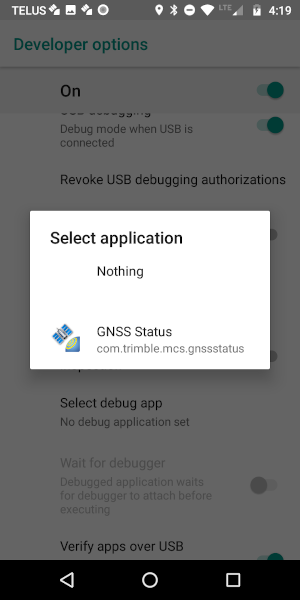 TELUS LTE 4:19
Developer options
On
USB debugging
Debug mode when USB is
connected
Revoke USB debugging authorizations
Select application
Nothing
GNSS Status
com.trimble.mcs.gnssstatus
Select debug app
No debug application set
Wait for debugger
Debugged application waits
for debugger to attach before
executing
Verify apps over USB